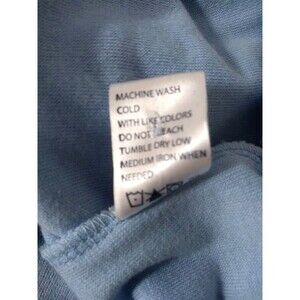 MACHINE WASH
COLD
WITH LIKE COLORS
DO NOT BLEACH
TUMBLE DRY LOW
MEDIUM IRON WHEN
NEEDED